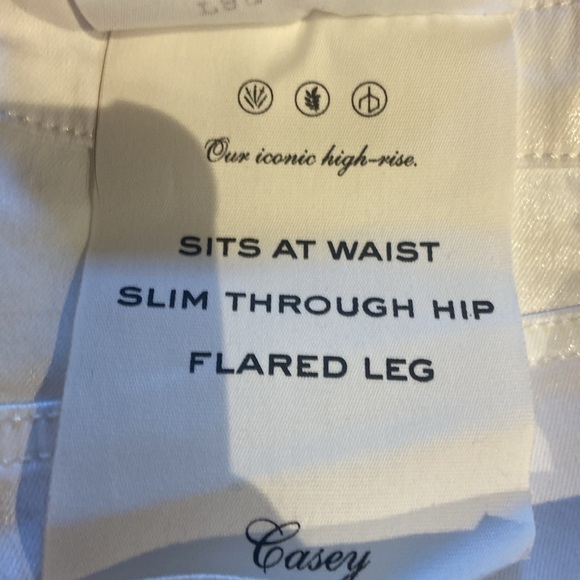 Our iconic high-rise.
SITS AT WAIST
SLIM THROUGH HIP
FLARED LEG
Casey